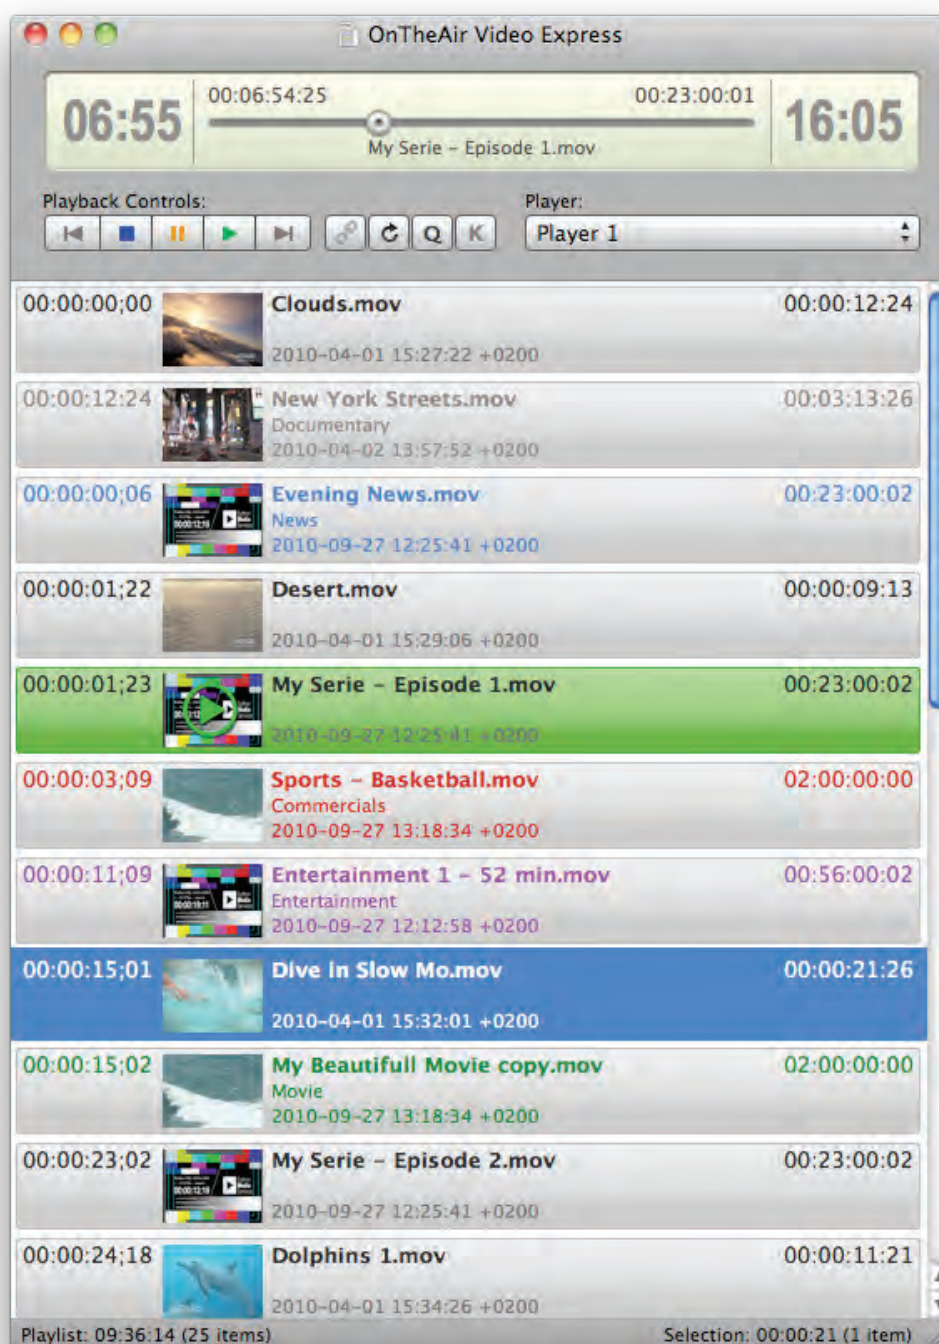 OnTheAir Video Express
06:55
00:06:54:25
00:23:00:01
16:05
My Serie – Episode 1.mov
Playback Controls:
Player:
Q K
Player 1
00:00:00;00 Clouds.mov 00:00:12:24
2010-04-01 15:27:22 +0200
00:00:12:24 New York Streets.mov 00:03:13:26
Documentary
2010-04-02 13:57:52 +0200
00:00:00;06 Evening News.mov 00:23:00:02
News
2010-09-27 12:25:41 +0200
00:00:01;22 Desert.mov 00:00:09:13
2010-04-01 15:29:06 +0200
00:00:01;23 My Serie – Episode 1.mov 00:23:00:02
2010-09-27 12:25:41 +0200
00:00:03;09 Sports – Basketball.mov 02:00:00:00
Commercials
2010-09-27 13:18:34 +0200
00:00:11;09 Entertainment 1 – 52 min.mov 00:56:00:02
Entertainment
2010-09-27 12:12:58 +0200
00:00:15;01 Dive in Slow Mo.mov 00:00:21:26
2010-04-01 15:32:01 +0200
00:00:15;02 My Beautifull Movie copy.mov 02:00:00:00
Movie
2010-09-27 13:18:34 +0200
00:00:23;02 My Serie – Episode 2.mov 00:23:00:02
2010-09-27 12:25:41 +0200
00:00:24;18 Dolphins 1.mov 00:00:11:21
2010-04-01 15:34:26 +0200
Playlist: 09:36:14 (25 items)
Selection: 00:00:21 (1 item)